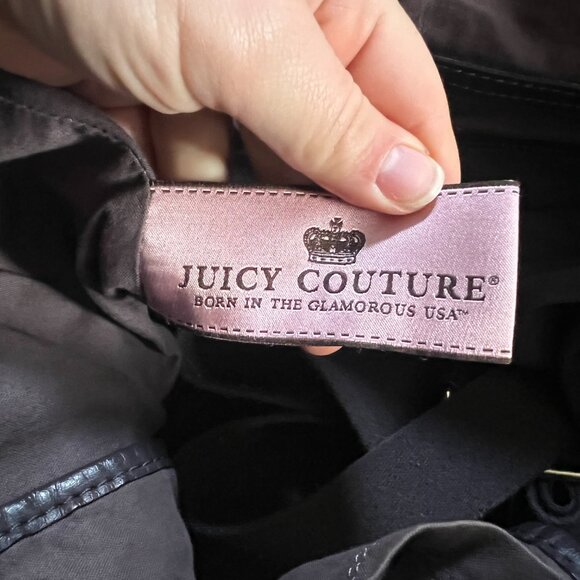 JUICY COUTURE®
BORN IN THE GLAMOROUS USA™